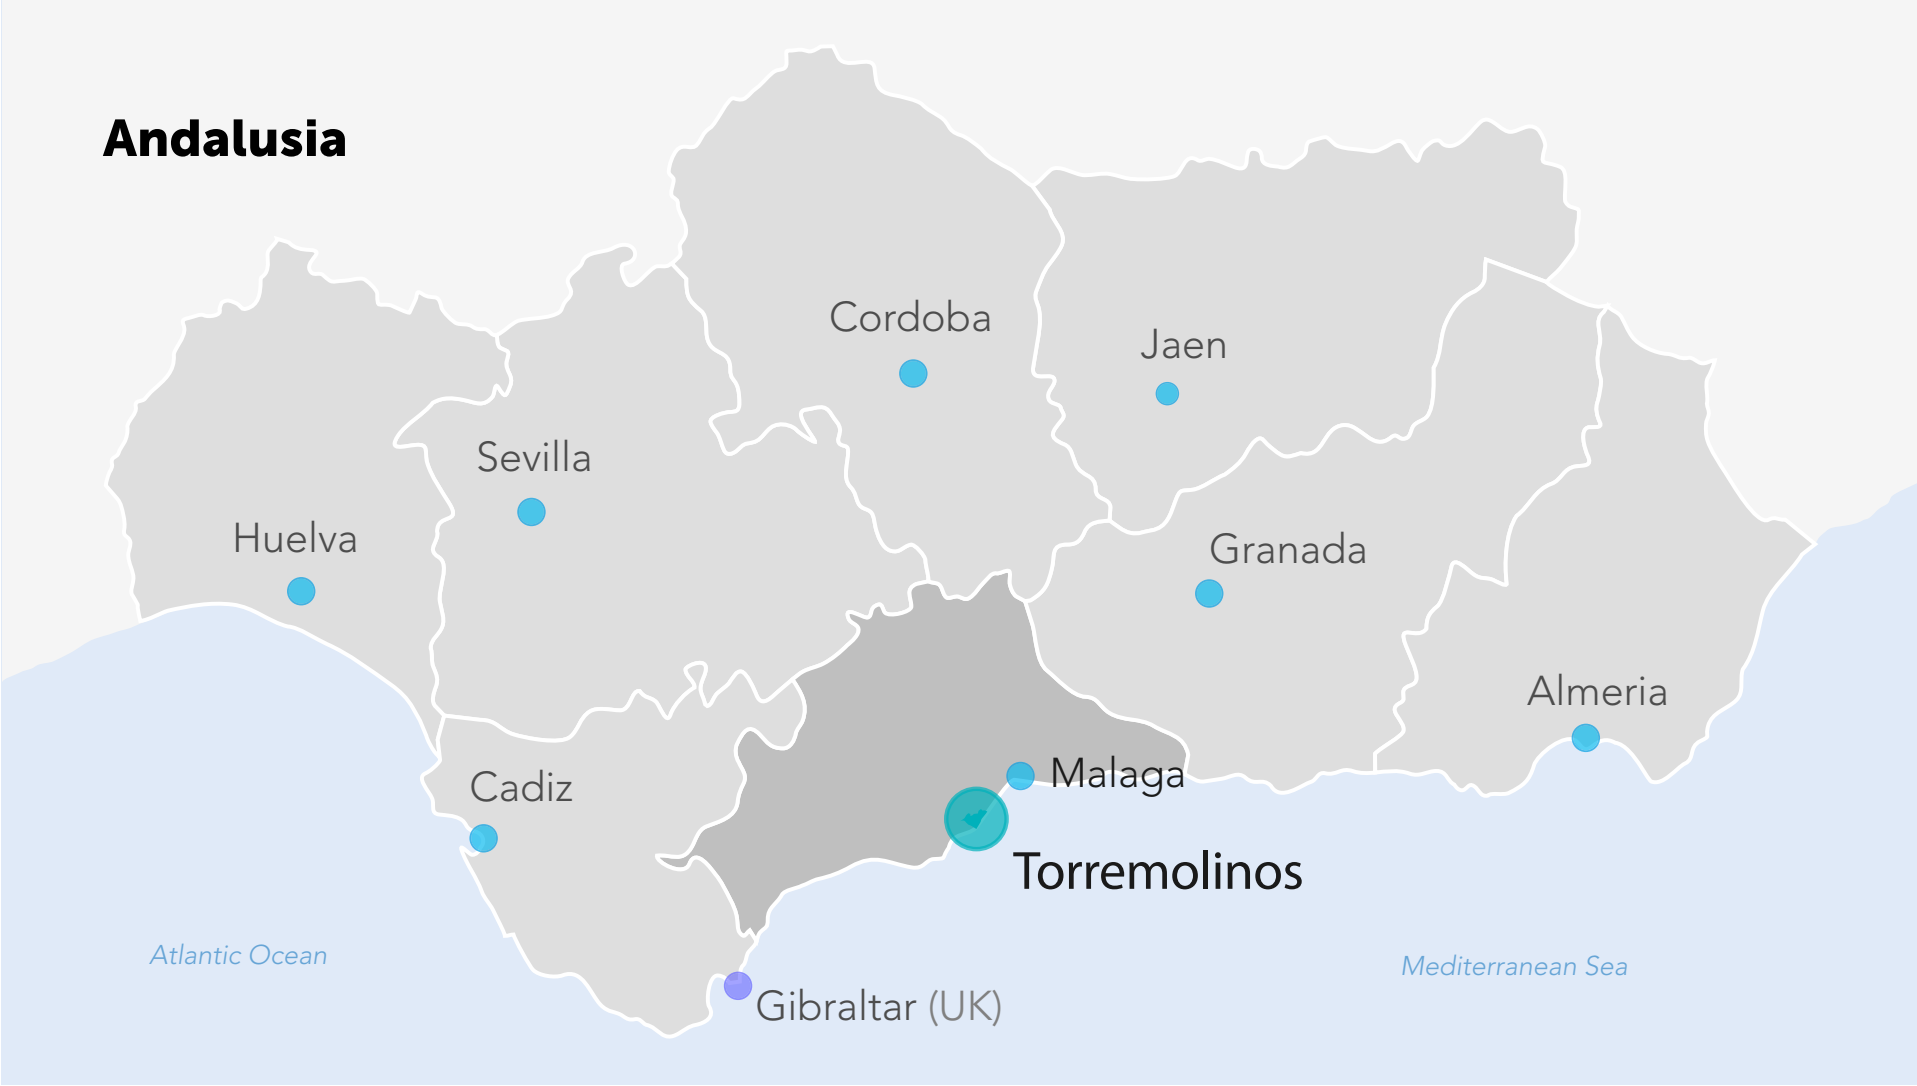 Andalusia
Cordoba
Jaen
Sevilla
Huelva
Granada
Almeria
Malaga
Cadiz
Torremolinos
Atlantic Ocean
Mediterranean Sea
Gibraltar (UK)